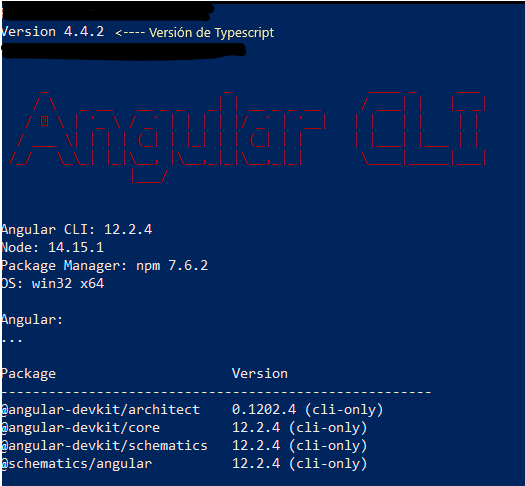 Version 4.4.2 <---- Versión de Typescript
Angular CLI
Angular CLI: 12.2.4
Node: 14.15.1
Package Manager: npm 7.6.2
OS: win32 x64
Angular:
...
Package Version
------------------------------------------------------
@angular-devkit/architect 0.1202.4 (cli-only)
@angular-devkit/core 12.2.4 (cli-only)
@angular-devkit/schematics 12.2.4 (cli-only)
@schematics/angular 12.2.4 (cli-only)